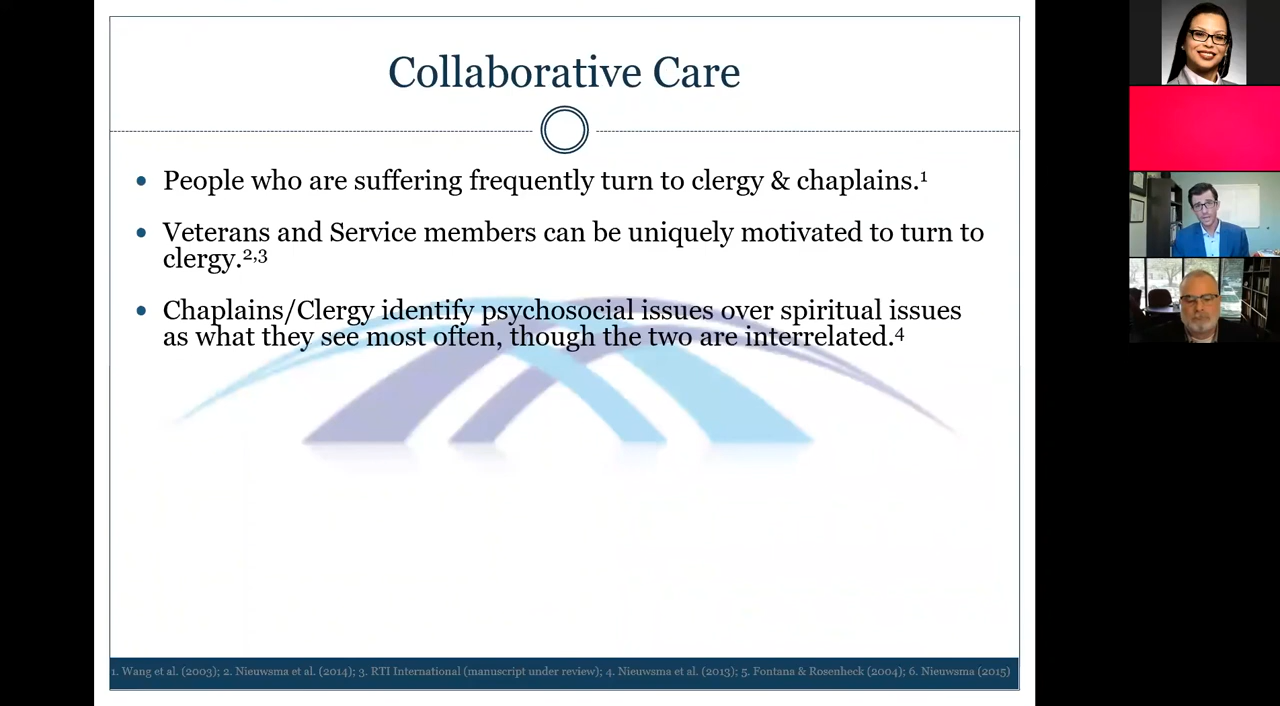 Collaborative Care
• People who are suffering frequently turn to clergy & chaplains.¹
• Veterans and Service members can be uniquely motivated to turn to
clergy.²,³
• Chaplains/Clergy identify psychosocial issues over spiritual issues
as what they see most often, though the two are interrelated.⁴
1. Wang et al. (2003); 2. Nieuwsma et al. (2014); 3. RTI International (manuscript under review); 4. Nieuwsma et al. (2013); 5. Fontana & Rosenheck (2004); 6. Nieuwsma (2015)